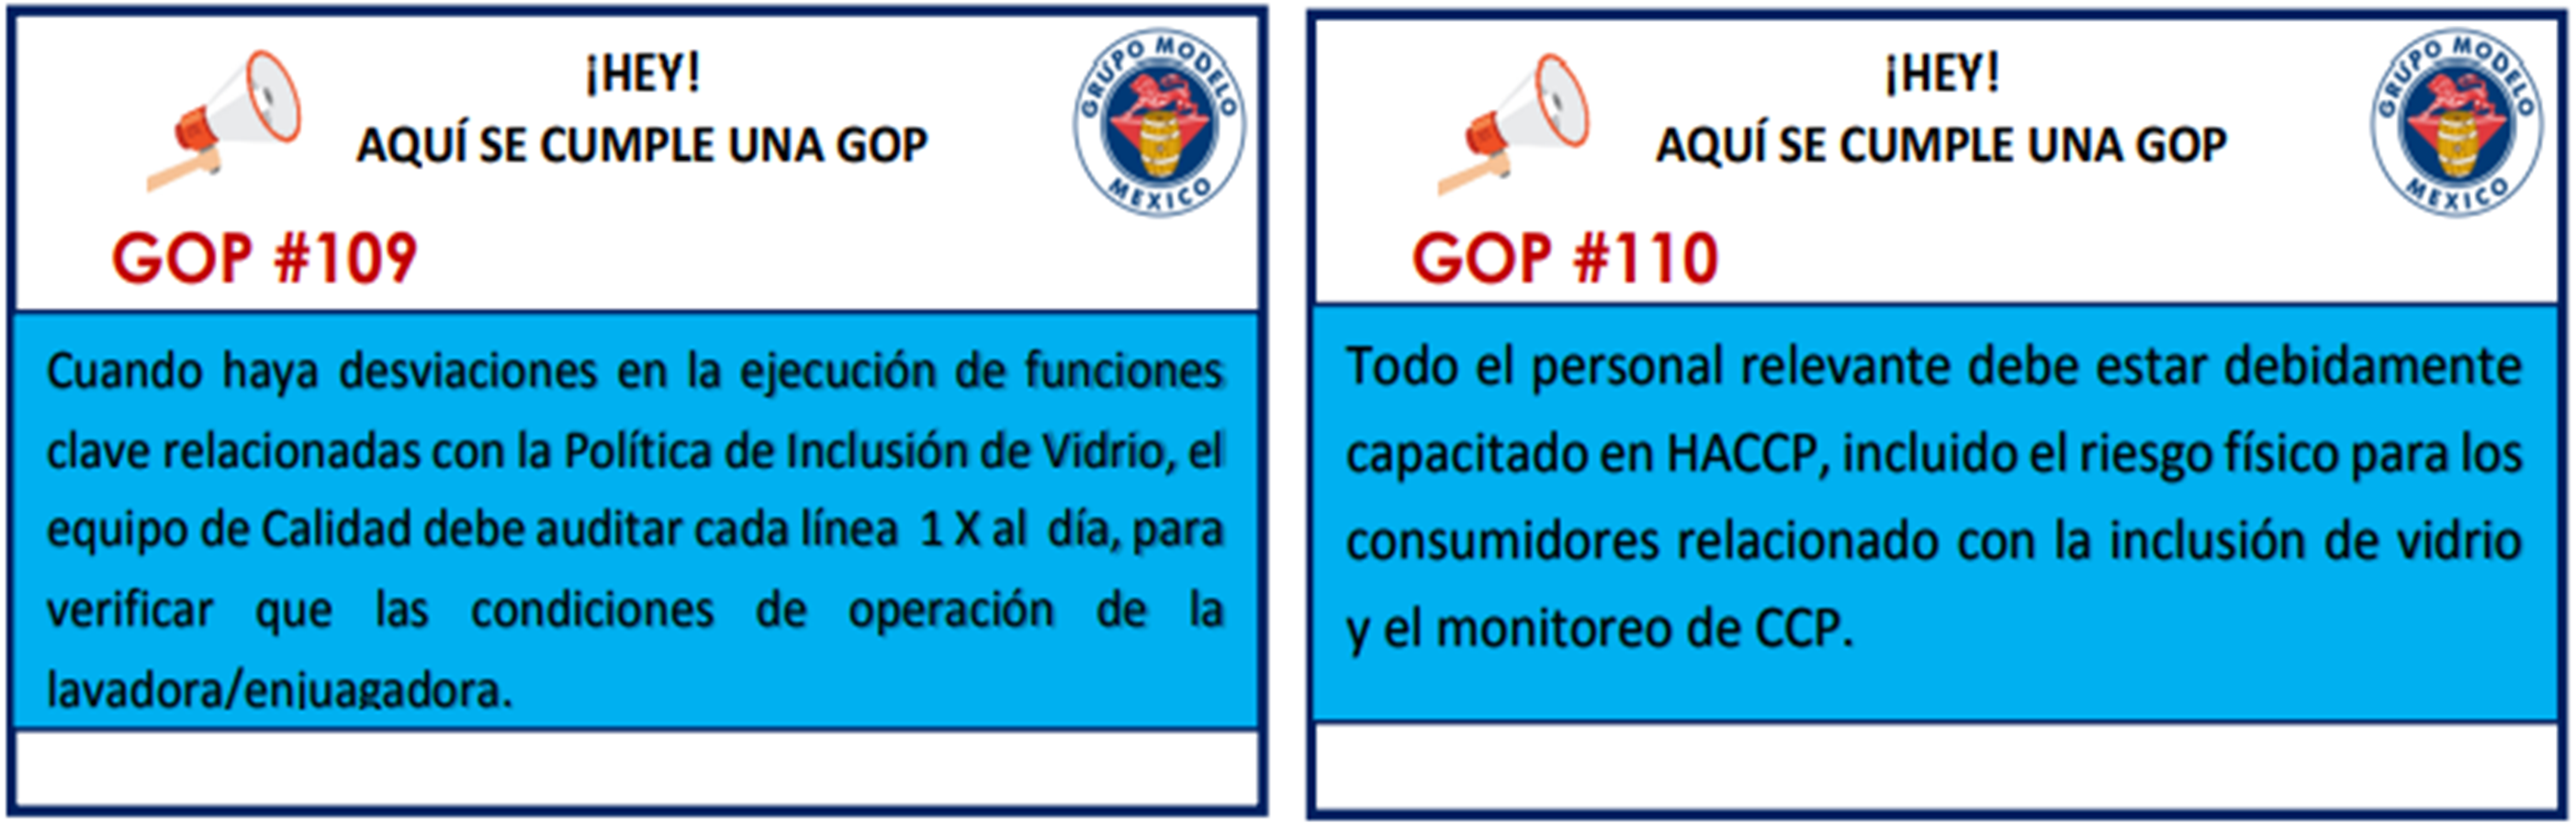 ¡HEY!
AQUÍ SE CUMPLE UNA GOP
GRUPO MODELO
MEXICO
GOP #109
Cuando haya desviaciones en la ejecución de funciones
clave relacionadas con la Política de Inclusión de Vidrio, el
equipo de Calidad debe auditar cada línea 1 X al día, para
verificar que las condiciones de operación de la
lavadora/enjuagadora.
¡HEY!
AQUÍ SE CUMPLE UNA GOP
GRUPO MODELO
MEXICO
GOP #110
Todo el personal relevante debe estar debidamente
capacitado en HACCP, incluido el riesgo físico para los
consumidores relacionado con la inclusión de vidrio
y el monitoreo de CCP.